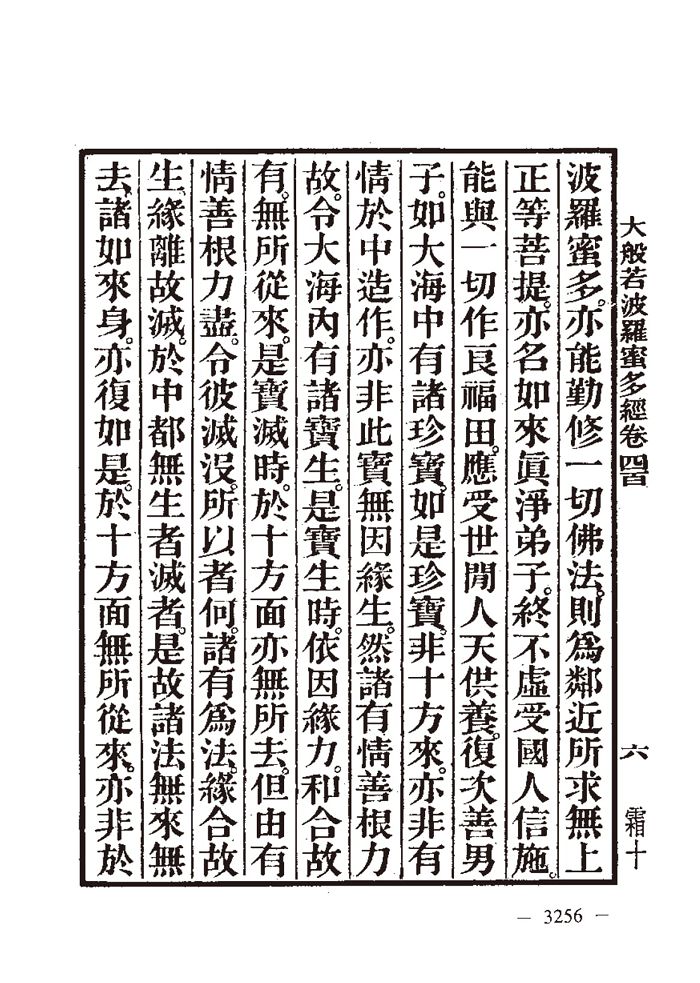 大般若波羅蜜多經卷四百 六 霜十
波羅蜜多。亦能勤修一切佛法。則爲鄰近所求無上
正等菩提。亦名如來眞淨弟子。終不虛受國人信施。
能與一切作良福田。應受世閒人天供養。復次善男
子。如大海中有諸珍寶。如是珍寶。非十方來。亦非有
情於中造作。亦非此寶無因緣生。然諸有情善根力
故。令大海內有諸寶生。是寶生時。依因緣力。和合故
有。無所從來。是寶滅時。於十方面亦無所去。但由有
情善根力盡。令彼滅沒。所以者何。諸有爲法。緣合故
生、緣離故滅。於中都無生者滅者。是故諸法無來無
去、諸如來身。亦復如是。於十方面無所從來。亦非於
— 3256 —